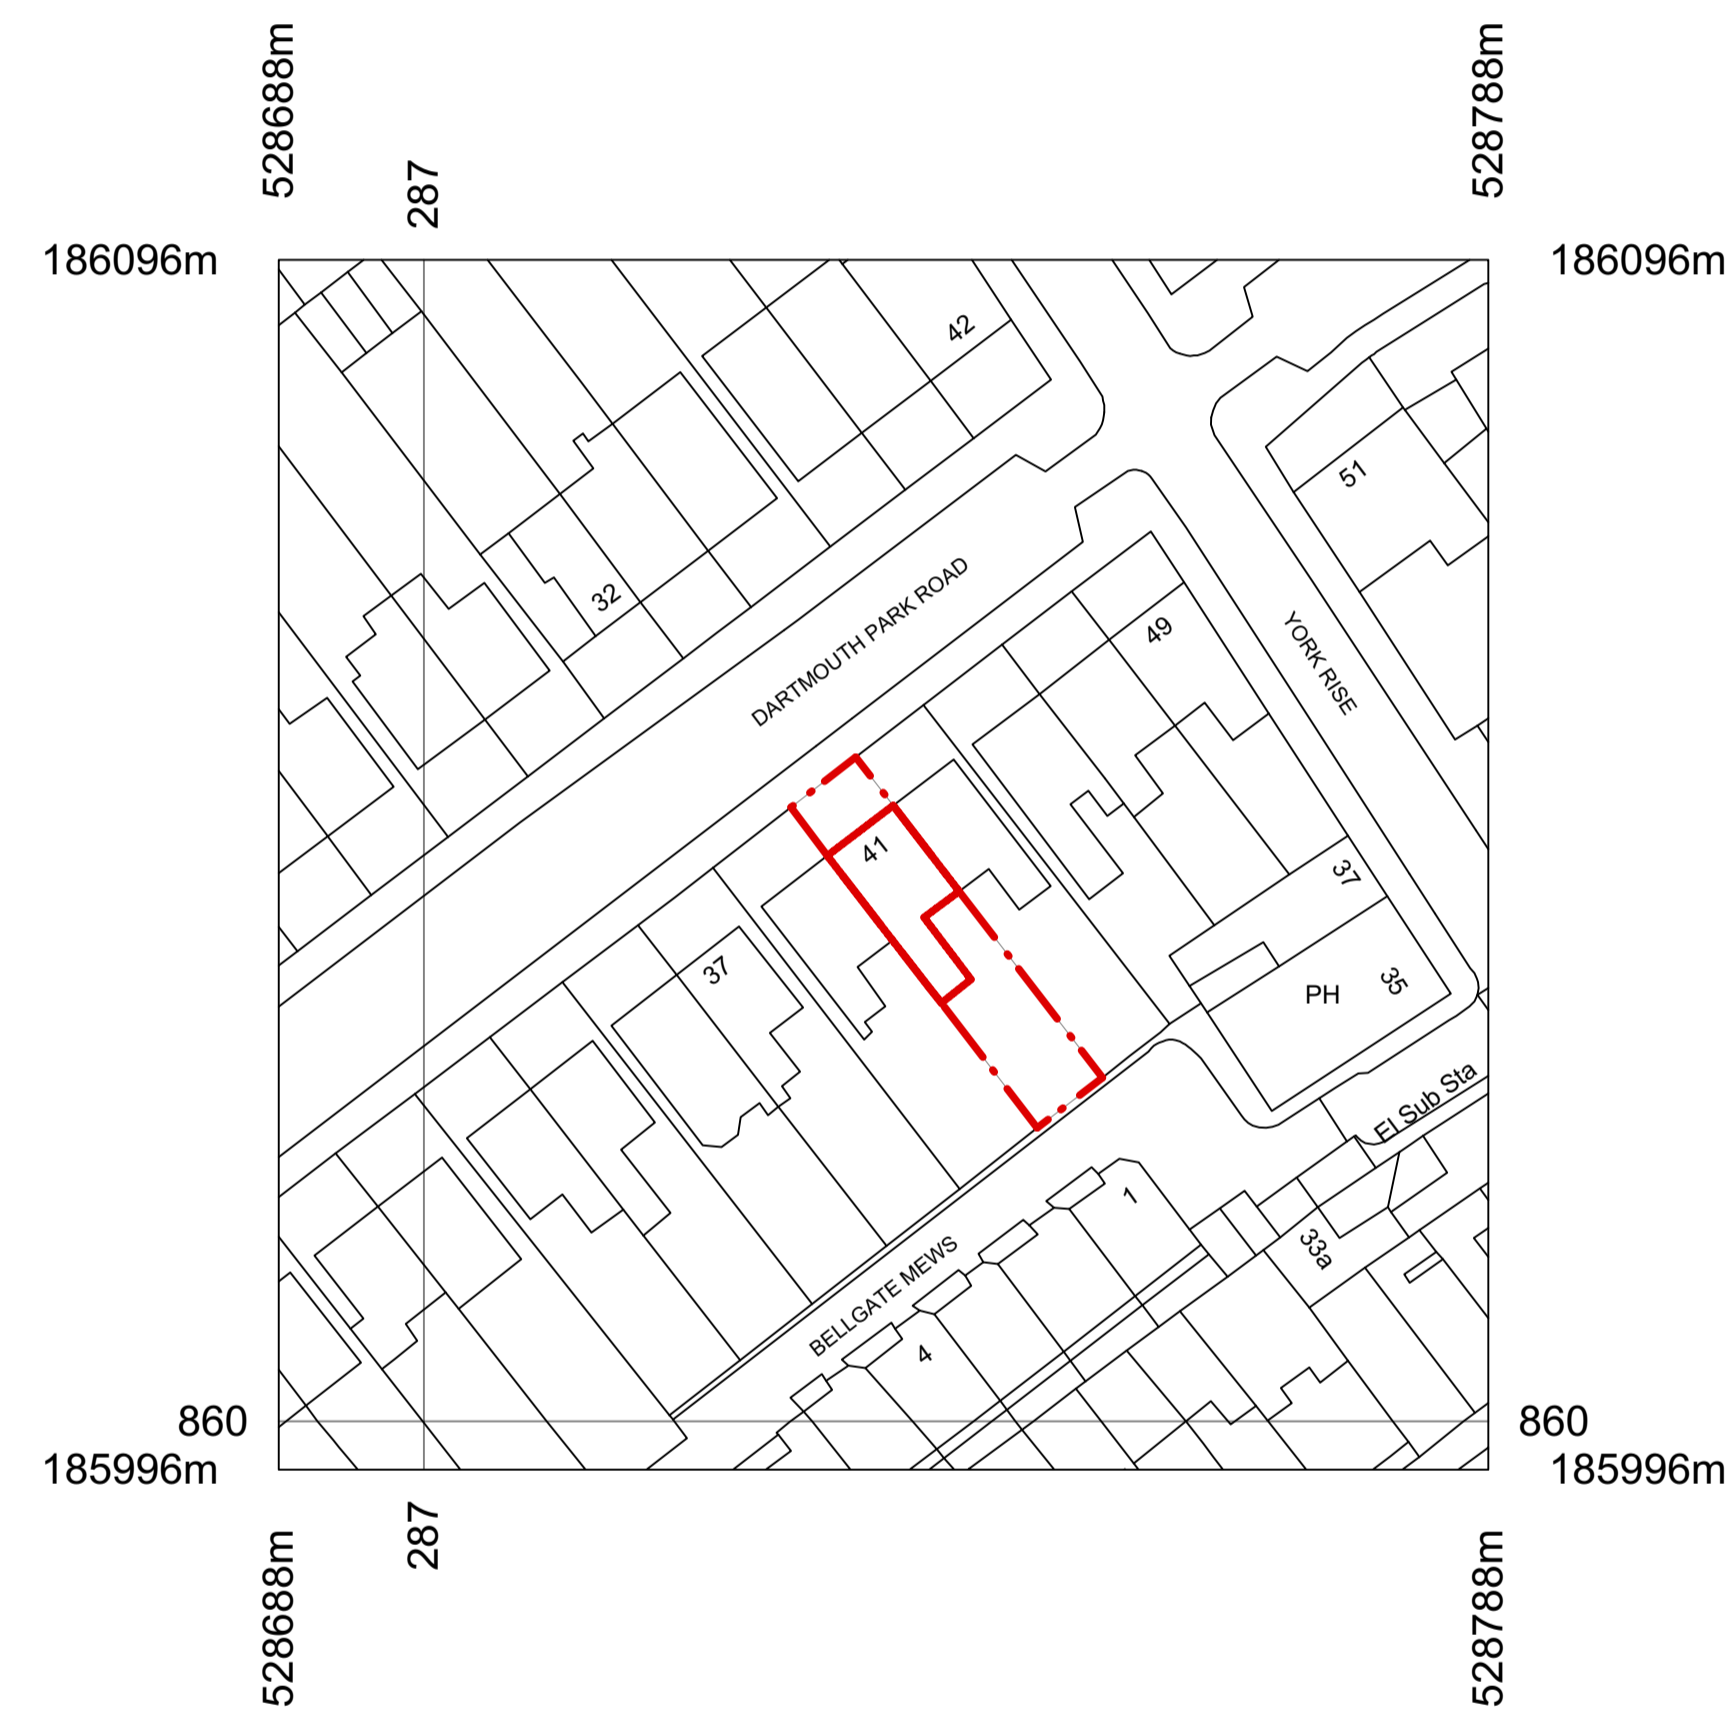 528688m
528788m
287
186096m
186096m
42
51
32
DARTMOUTH PARK ROAD
49
YORK RISE
41
37
37
35
PH
El Sub Sta
1
33a
BELLGATE MEWS
4
860
860
185996m
185996m
287
528688m
528788m